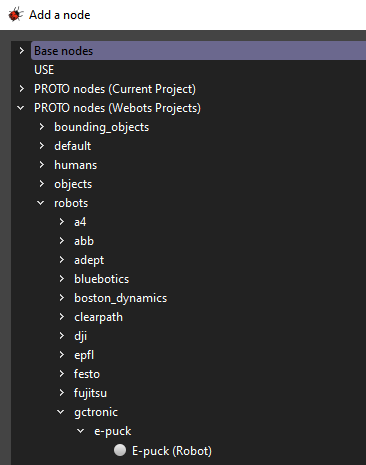 Add a node
Base nodes
USE
PROTO nodes (Current Project)
PROTO nodes (Webots Projects)
bounding_objects
default
humans
objects
robots
a4
abb
adept
bluebotics
boston_dynamics
clearpath
dji
epfl
festo
fujitsu
gctronic
e-puck
E-puck (Robot)